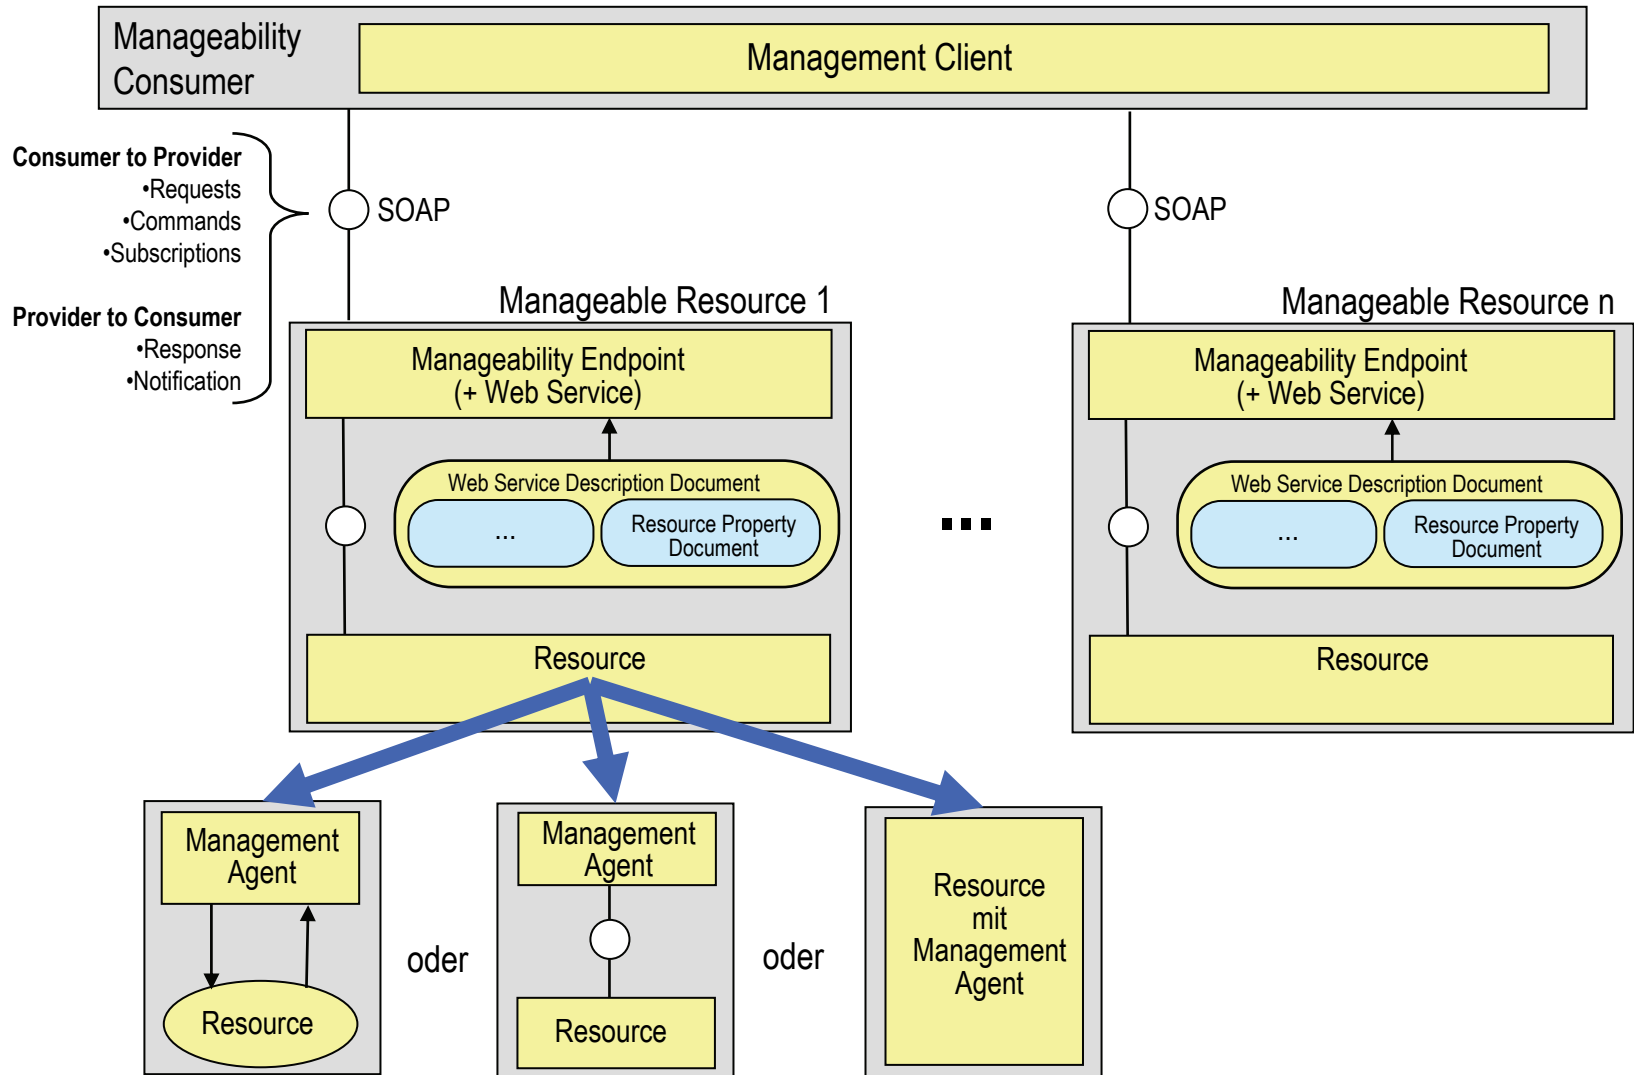 Manageability
Consumer
Management Client
Consumer to Provider
•Requests
•Commands
•Subscriptions
Provider to Consumer
•Response
•Notification
SOAP
SOAP
Manageable Resource 1
Manageability Endpoint
(+ Web Service)
Web Service Description Document
...
Resource Property
Document
Resource
...
Manageable Resource n
Manageability Endpoint
(+ Web Service)
Web Service Description Document
...
Resource Property
Document
Resource
Management
Agent
Resource
oder
Management
Agent
Resource
oder
Resource
mit
Management
Agent